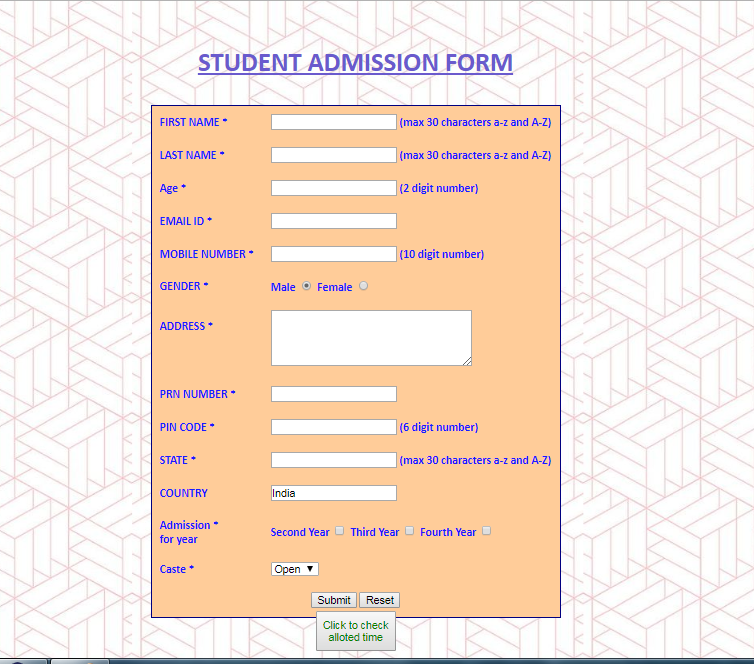 STUDENT ADMISSION FORM
FIRST NAME * (max 30 characters a-z and A-Z)
LAST NAME * (max 30 characters a-z and A-Z)
Age * (2 digit number)
EMAIL ID *
MOBILE NUMBER * (10 digit number)
GENDER * Male Female
ADDRESS *
PRN NUMBER *
PIN CODE * (6 digit number)
STATE * (max 30 characters a-z and A-Z)
COUNTRY India
Admission *
for year Second Year Third Year Fourth Year
Caste * Open ▼
Submit Reset
Click to check
alloted time